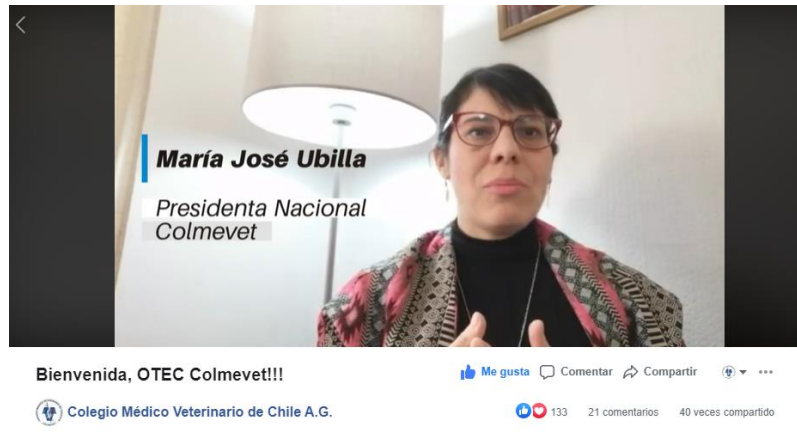 María José Ubilla
Presidenta Nacional
Colmevet
Bienvenida, OTEC Colmevet!!!
Me gusta Comentar Compartir
Colegio Médico Veterinario de Chile A.G.
133 21 comentarios 40 veces compartido